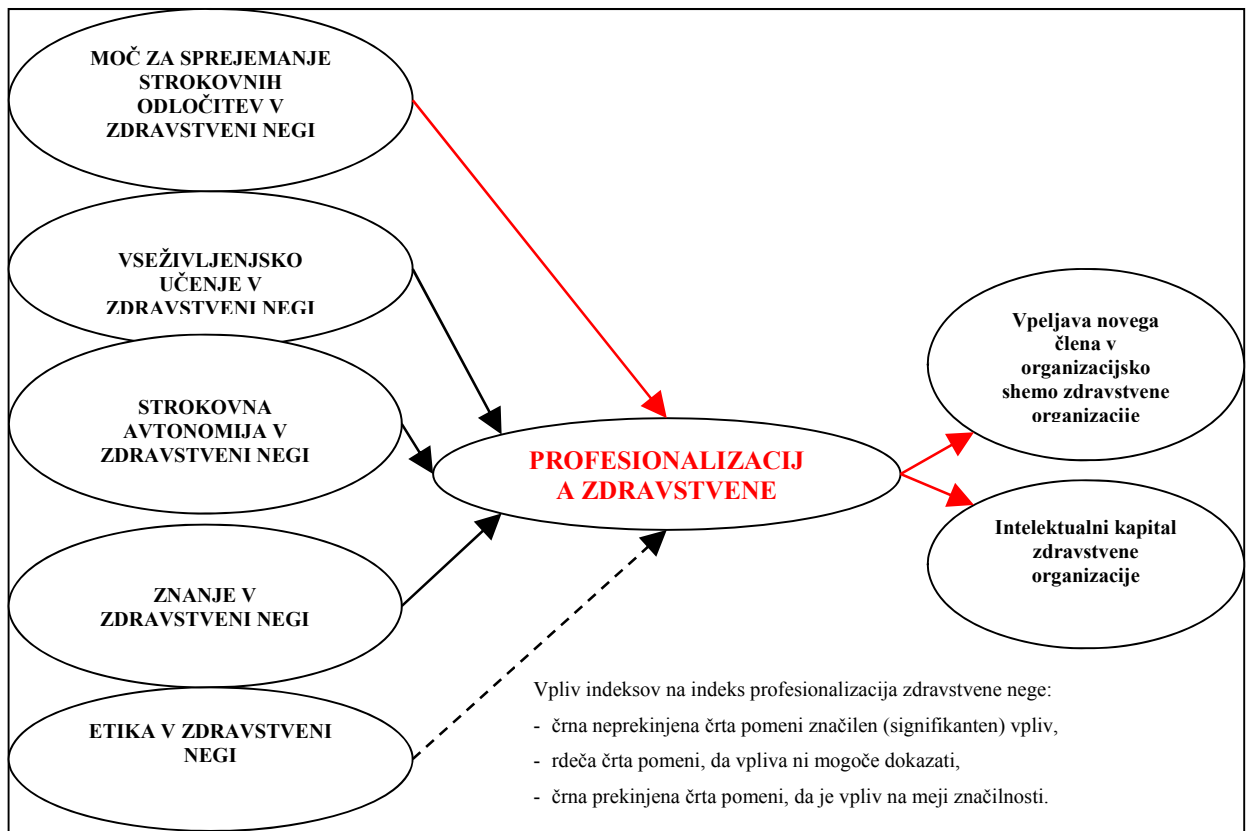 MOČ ZA SPREJEMANJE
STROKOVNIH
ODLOČITEV V
ZDRAVSTVENI NEGI
VSEŽIVLJENJSKO
UČENJE V
ZDRAVSTVENI NEGI
STROKOVNA
AVTONOMIJA V
ZDRAVSTVENI NEGI
ZNANJE V
ZDRAVSTVENI NEGI
ETIKA V ZDRAVSTVENI
NEGI
PROFESIONALIZACIJ
A ZDRAVSTVENE
Vpeljava novega
člena v
organizacijsko
shemo zdravstvene
organizacije
Intelektualni kapital
zdravstvene
organizacije
Vpliv indeksov na indeks profesionalizacija zdravstvene nege:
- črna neprekinjena črta pomeni značilen (signifikanten) vpliv,
- rdeča črta pomeni, da vpliva ni mogoče dokazati,
- črna prekinjena črta pomeni, da je vpliv na meji značilnosti.